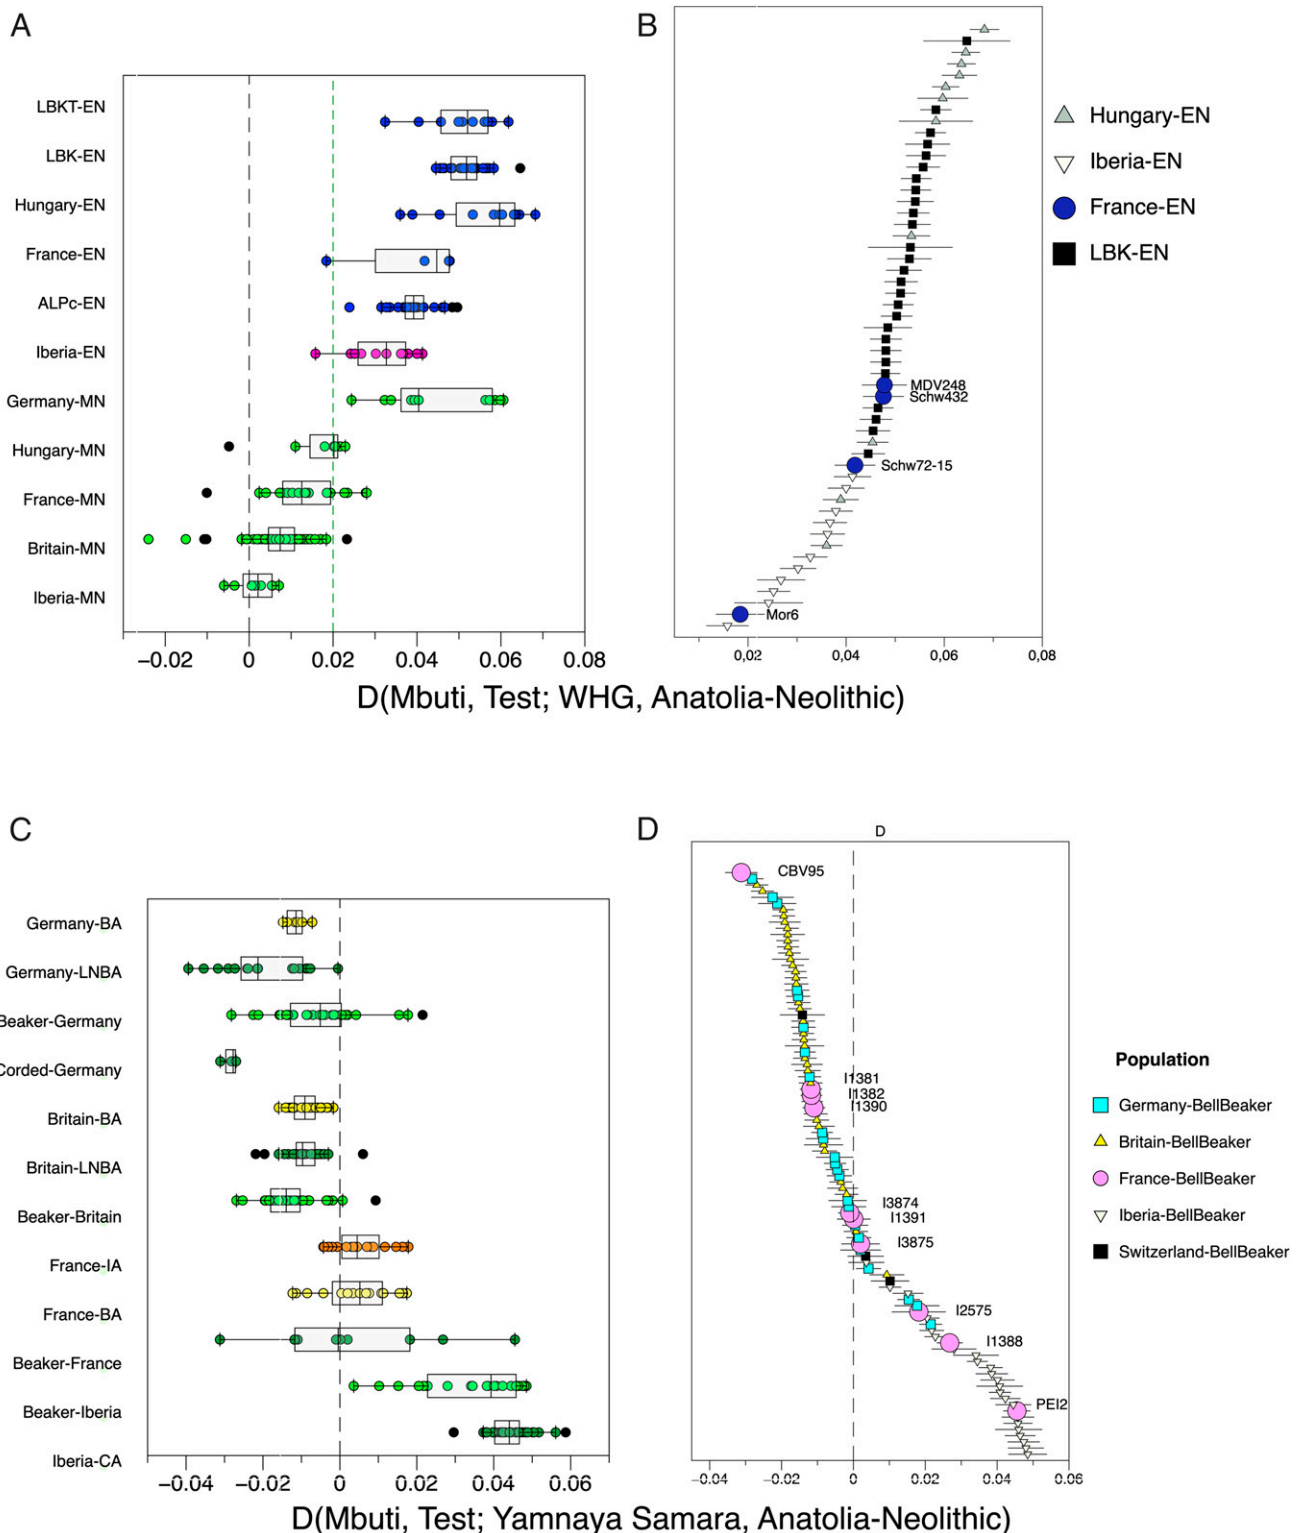 A
LBKT-EN
LBK-EN
Hungary-EN
France-EN
ALPc-EN
Iberia-EN
Germany-MN
Hungary-MN
France-MN
Britain-MN
Iberia-MN
−0.02 0 0.02 0.04 0.06 0.08
B
MDV248
Schw432
Schw72-15
Mor6
0,02 0,04 0,06 0,08
Hungary-EN
Iberia-EN
France-EN
LBK-EN
D(Mbuti, Test; WHG, Anatolia-Neolithic)
C
Germany-BA
Germany-LNBA
Beaker-Germany
Corded-Germany
Britain-BA
Britain-LNBA
Beaker-Britain
France-IA
France-BA
Beaker-France
Beaker-Iberia
Iberia-CA
−0.04 −0.02 0 0.02 0.04 0.06
D
D
CBV95
I1381
I1382
I1390
I3874
I1391
I3875
I2575
I1388
PEI2
−0.04 −0.02 0 0.02 0.04 0.06
Population
Germany-BellBeaker
Britain-BellBeaker
France-BellBeaker
Iberia-BellBeaker
Switzerland-BellBeaker
D(Mbuti, Test; Yamnaya Samara, Anatolia-Neolithic)